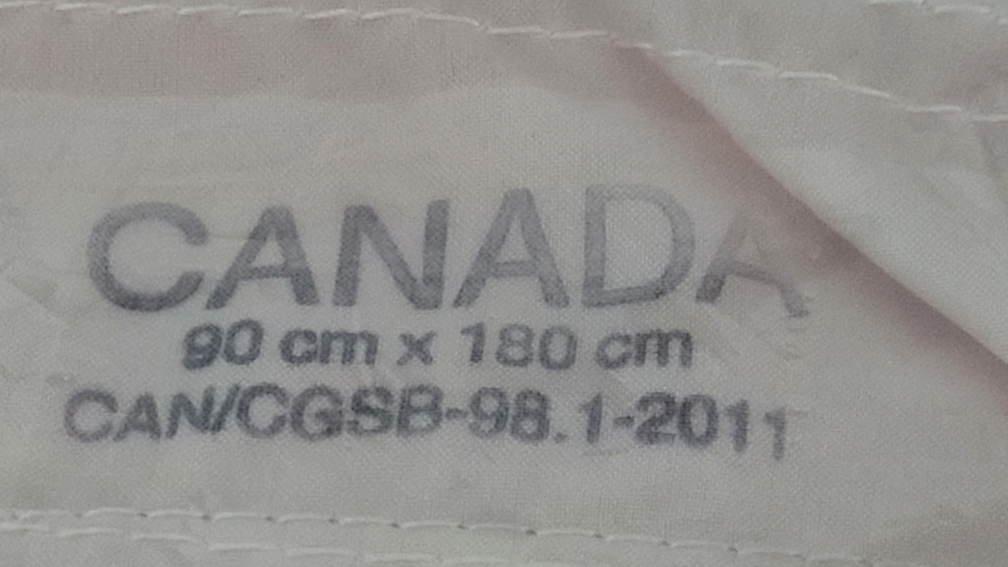 CANADA
90 cm x 180 cm
CAN/CGSB-98.1-2011